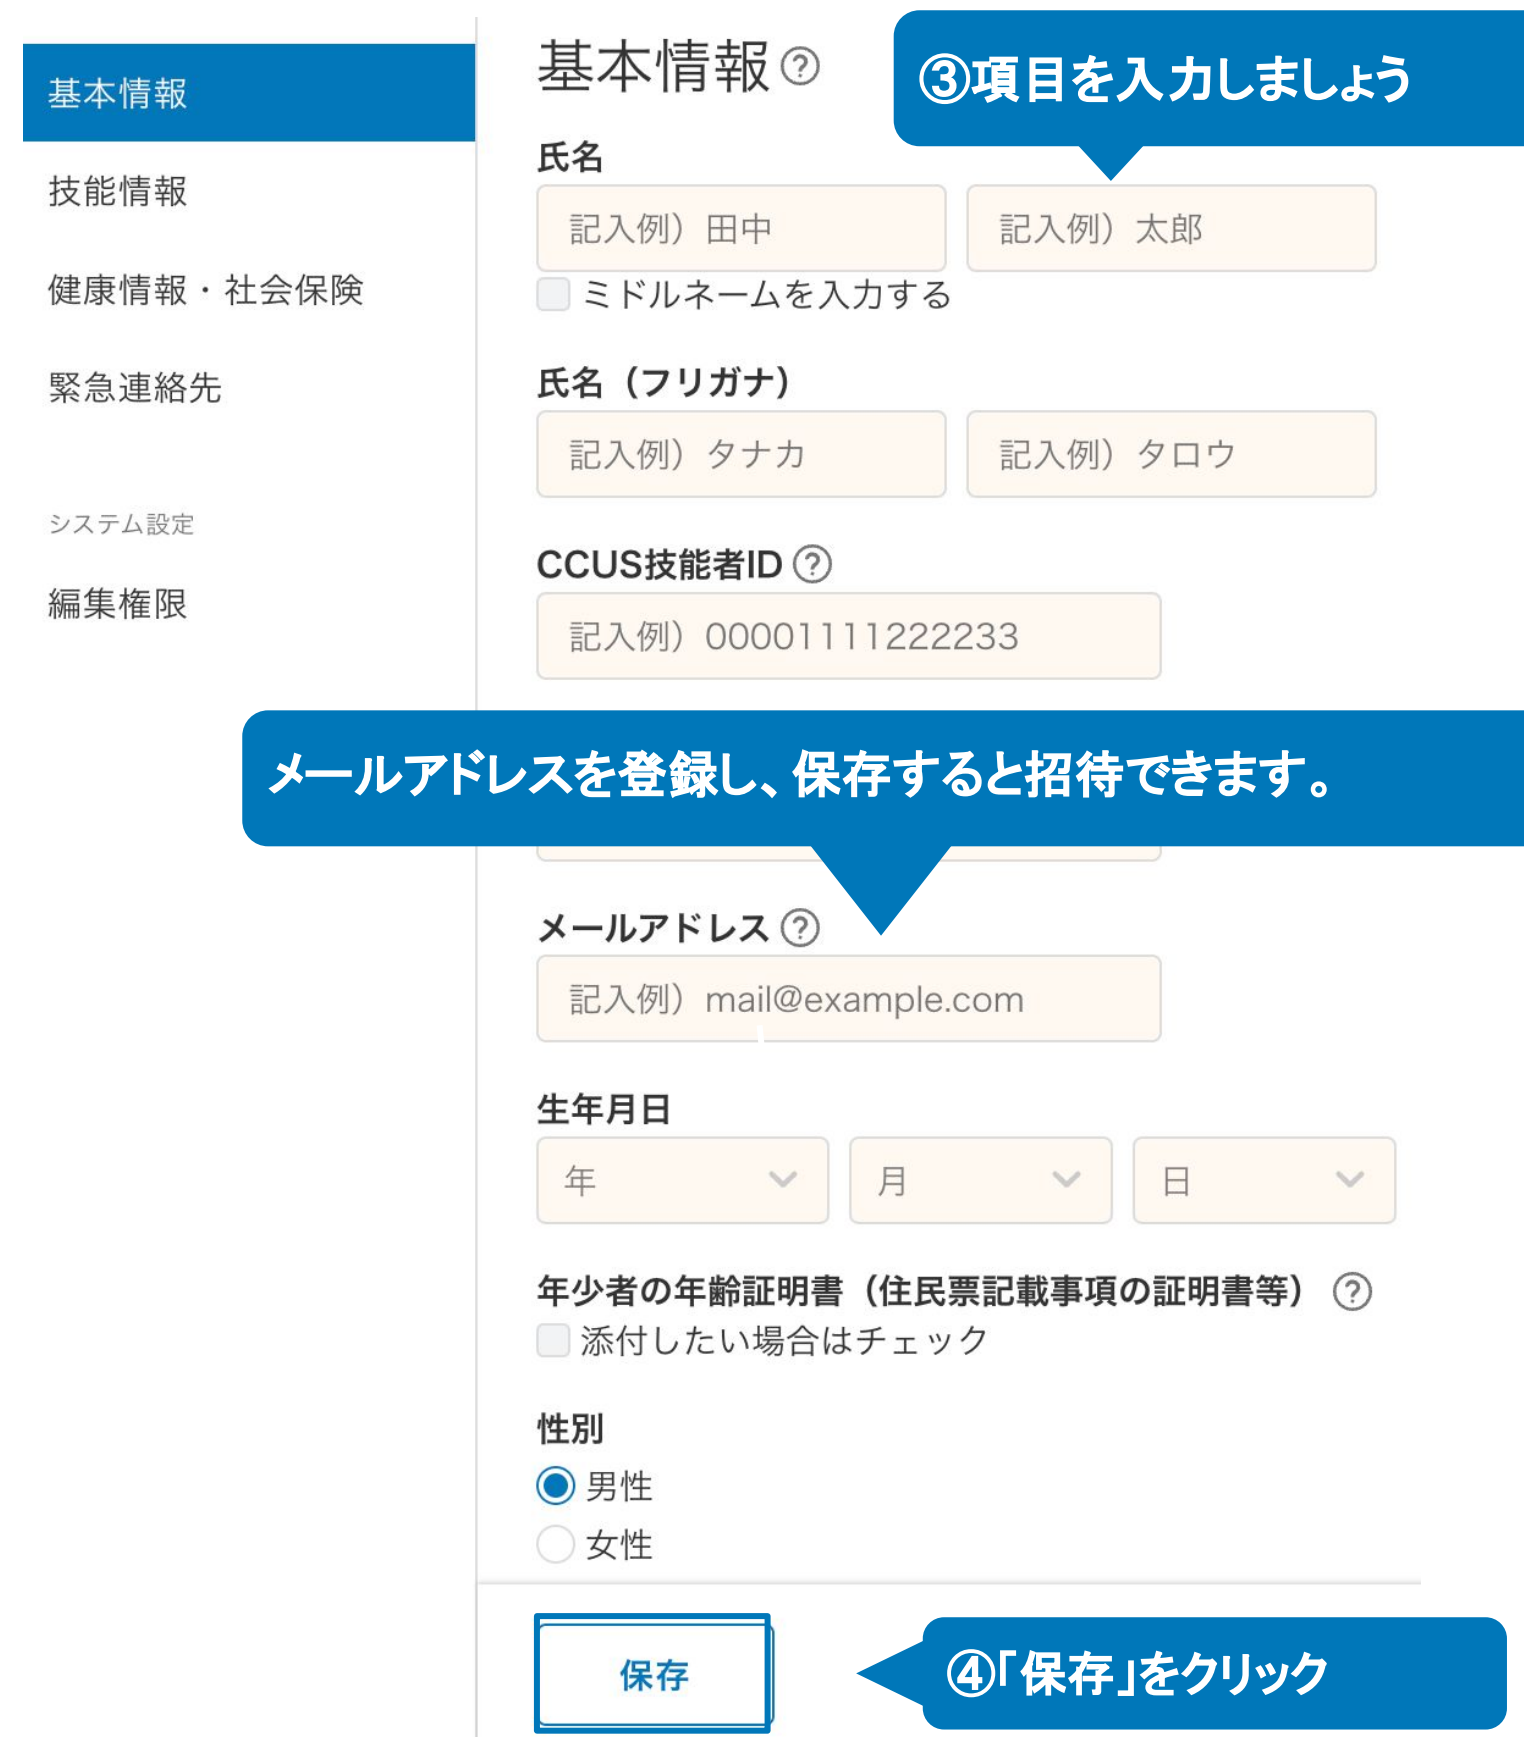 基本情報
技能情報
健康情報・社会保険
緊急連絡先
システム設定
編集権限
基本情報?
③項目を入力しましょう
氏名
記入例）田中 記入例）太郎
ミドルネームを入力する
氏名（フリガナ）
記入例）タナカ 記入例）タロウ
CCUS技能者ID?
記入例）00001111222233
メールアドレスを登録し、保存すると招待できます。
メールアドレス?
記入例）mail@example.com
生年月日
年 月 日
年少者の年齢証明書（住民票記載事項の証明書等）?
添付したい場合はチェック
性別
男性
女性
保存
④「保存」をクリック